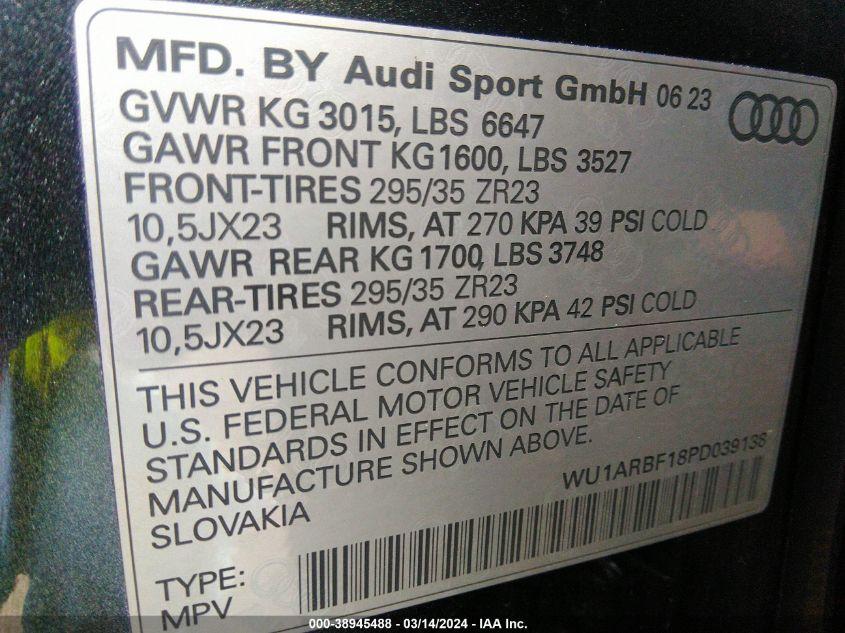 MFD. BY Audi Sport GmbH 06 23
GVWR KG 3015, LBS 6647
GAWR FRONT KG1600, LBS 3527
FRONT-TIRES 295/35 ZR23
10,5JX23 RIMS, AT 270 KPA 39 PSI COLD
GAWR REAR KG 1700, LBS 3748
REAR-TIRES 295/35 ZR23
10,5JX23 RIMS, AT 290 KPA 42 PSI COLD
THIS VEHICLE CONFORMS TO ALL APPLICABLE
U.S. FEDERAL MOTOR VEHICLE SAFETY
STANDARDS IN EFFECT ON THE DATE OF
MANUFACTURE SHOWN ABOVE.
WU1ARBF18PD039138
SLOVAKIA
TYPE:
MPV
000-38945488 - 03/14/2024 - IAA Inc.